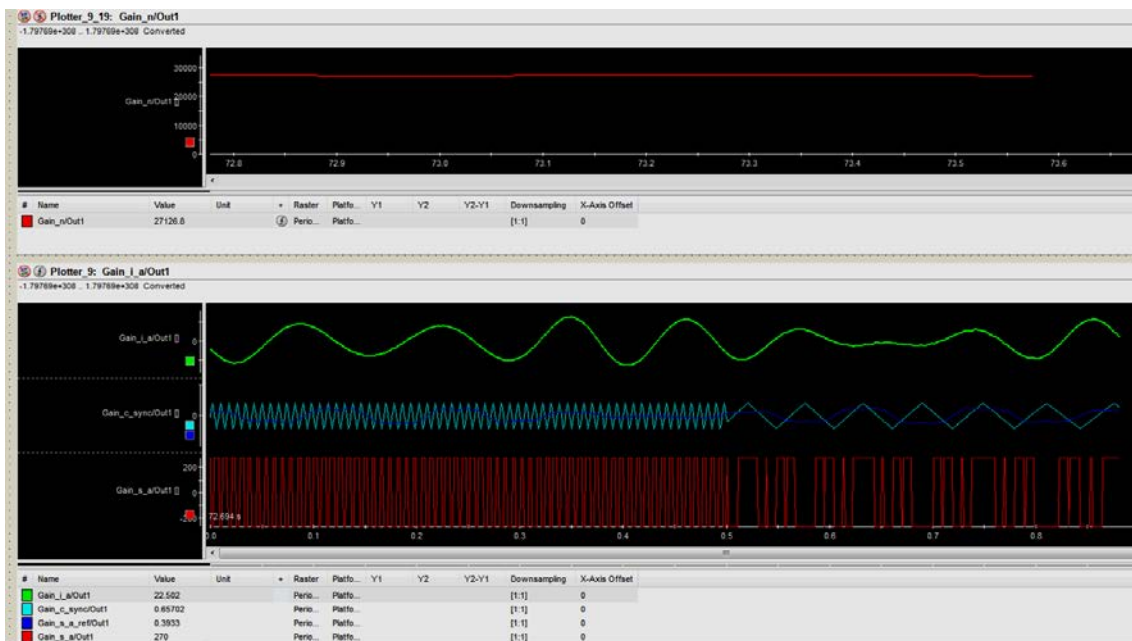 Plotter_9_19: Gain_n/Out1
-1.79769e+308 .. 1.79769e+308 Converted
30000
Gain_n/Out1 []
20000
10000
0
72.8 72.9 73.0 73.1 73.2 73.3 73.4 73.5 73.6
# Name Value Unit + Raster Platfo... Y1 Y2 Y2-Y1 Downsampling X-Axis Offset
Gain_n/Out1 27126.8 Perio... Platfo... [1:1] 0
Plotter_9: Gain_i_a/Out1
-1.79769e+308 .. 1.79769e+308 Converted
Gain_i_a/Out1 [] 0
Gain_c_sync/Out1 [] 0
200
Gain_s_a/Out1 [] 0
-200
72.694 s
0.0 0.1 0.2 0.3 0.4 0.5 0.6 0.7 0.8
# Name Value Unit + Raster Platfo... Y1 Y2 Y2-Y1 Downsampling X-Axis Offset
Gain_i_a/Out1 22.502 Perio... Platfo... [1:1] 0
Gain_c_sync/Out1 0.65702 Perio... Platfo... [1:1] 0
Gain_s_a_ref/Out1 0.3933 Perio... Platfo... [1:1] 0
Gain_s_a/Out1 270 Perio... Platfo... [1:1] 0